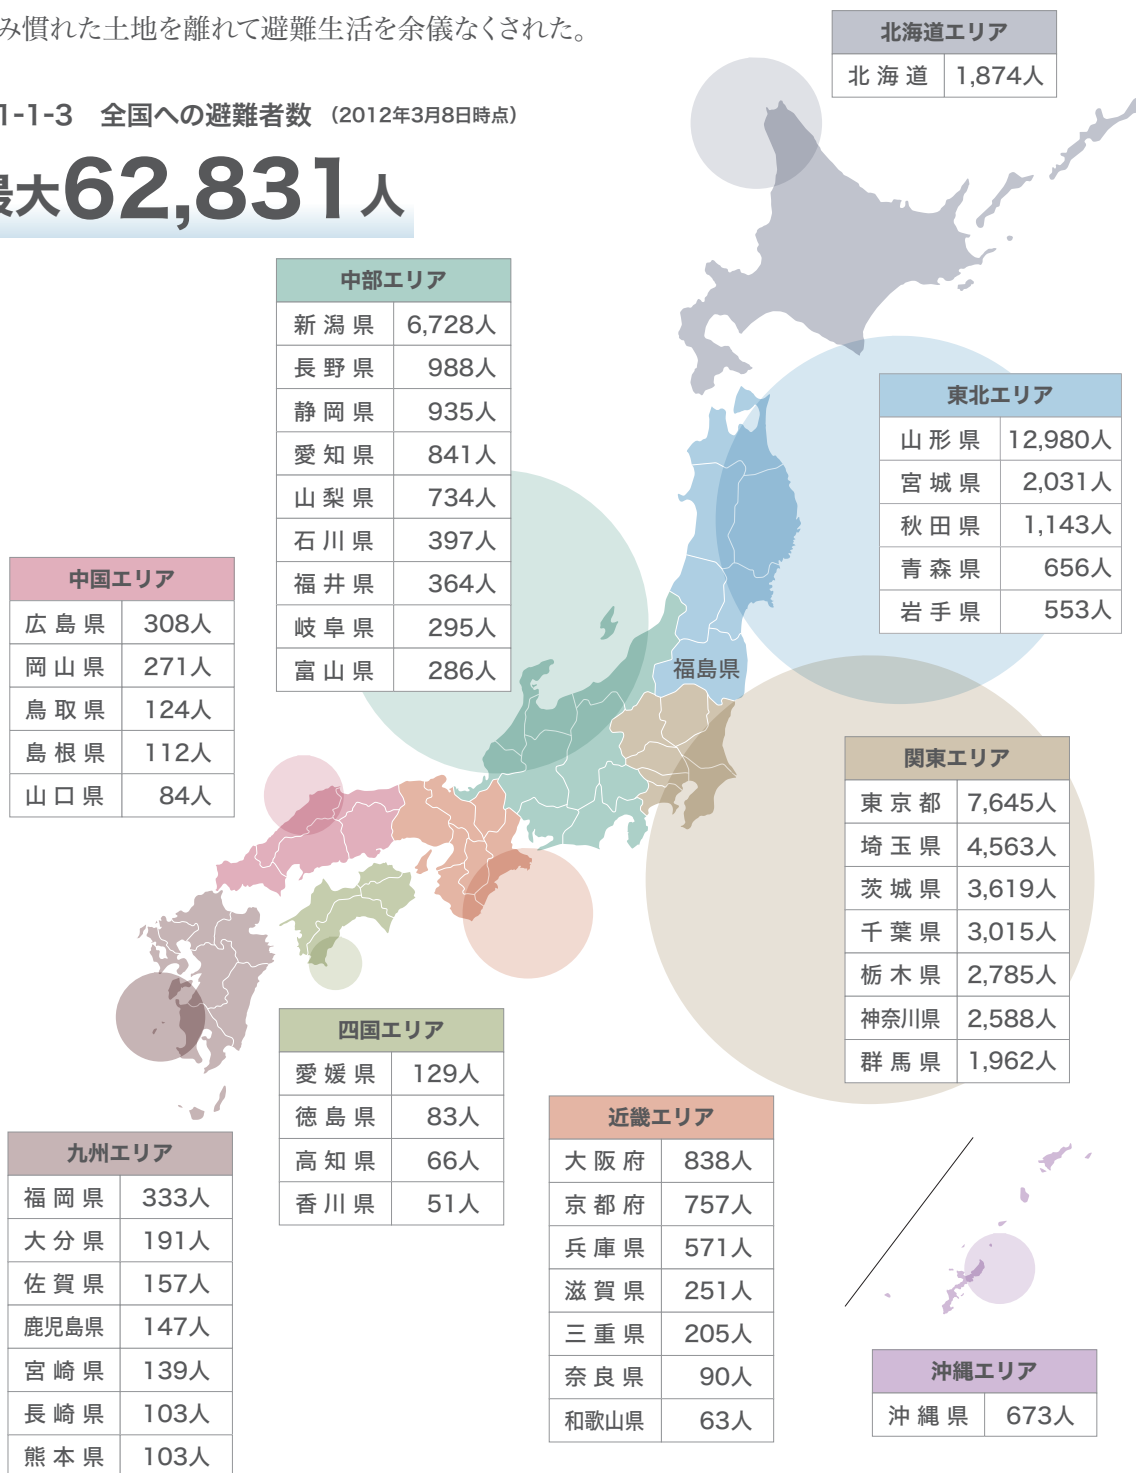 み慣れた土地を離れて避難生活を余儀なくされた。
1-1-3 全国への避難者数 （2012年3月8日時点）
最大62,831人
北海道エリア
北海道 1,874人
東北エリア
山形県 12,980人
宮城県 2,031人
秋田県 1,143人
青森県 656人
岩手県 553人
福島県
中部エリア
新潟県 6,728人
長野県 988人
静岡県 935人
愛知県 841人
山梨県 734人
石川県 397人
福井県 364人
岐阜県 295人
富山県 286人
中国エリア
広島県 308人
岡山県 271人
鳥取県 124人
島根県 112人
山口県 84人
関東エリア
東京都 7,645人
埼玉県 4,563人
茨城県 3,619人
千葉県 3,015人
栃木県 2,785人
神奈川県 2,588人
群馬県 1,962人
四国エリア
愛媛県 129人
徳島県 83人
高知県 66人
香川県 51人
近畿エリア
大阪府 838人
京都府 757人
兵庫県 571人
滋賀県 251人
三重県 205人
奈良県 90人
和歌山県 63人
九州エリア
福岡県 333人
大分県 191人
佐賀県 157人
鹿児島県 147人
宮崎県 139人
長崎県 103人
熊本県 103人
沖縄エリア
沖縄県 673人